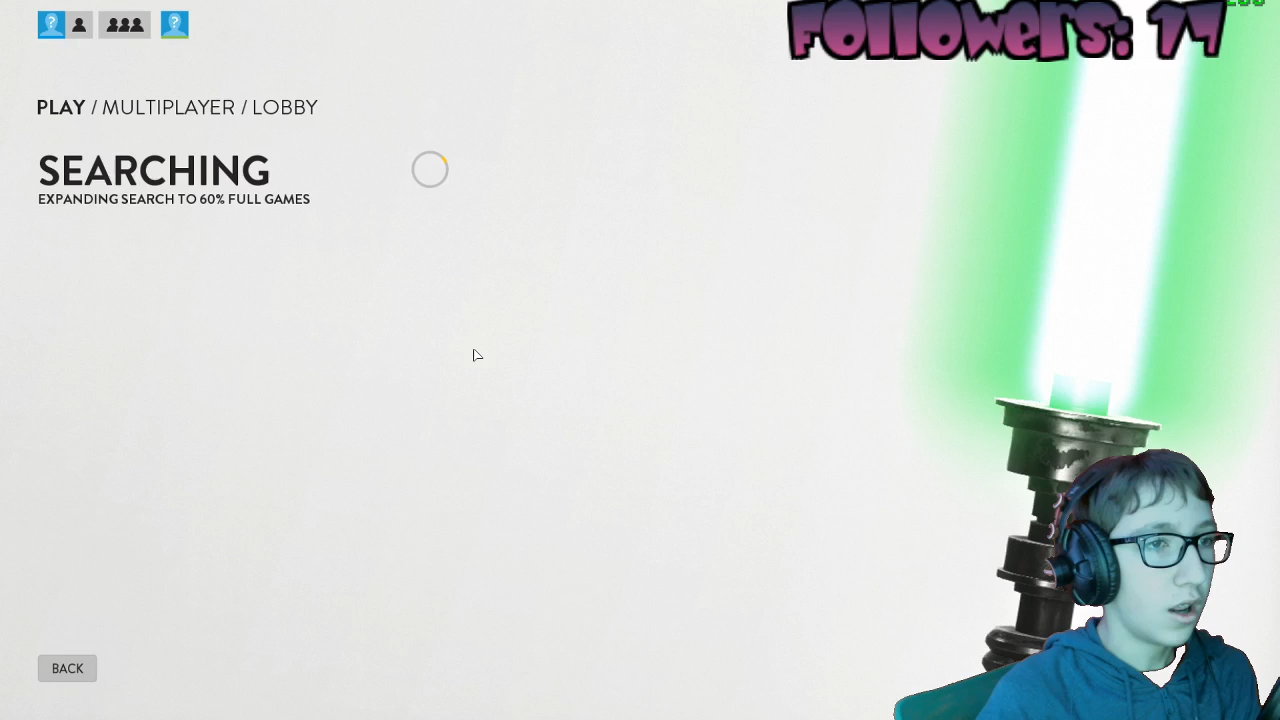 Followers: 17
PLAY / MULTIPLAYER / LOBBY
SEARCHING
EXPANDING SEARCH TO 60% FULL GAMES
BACK